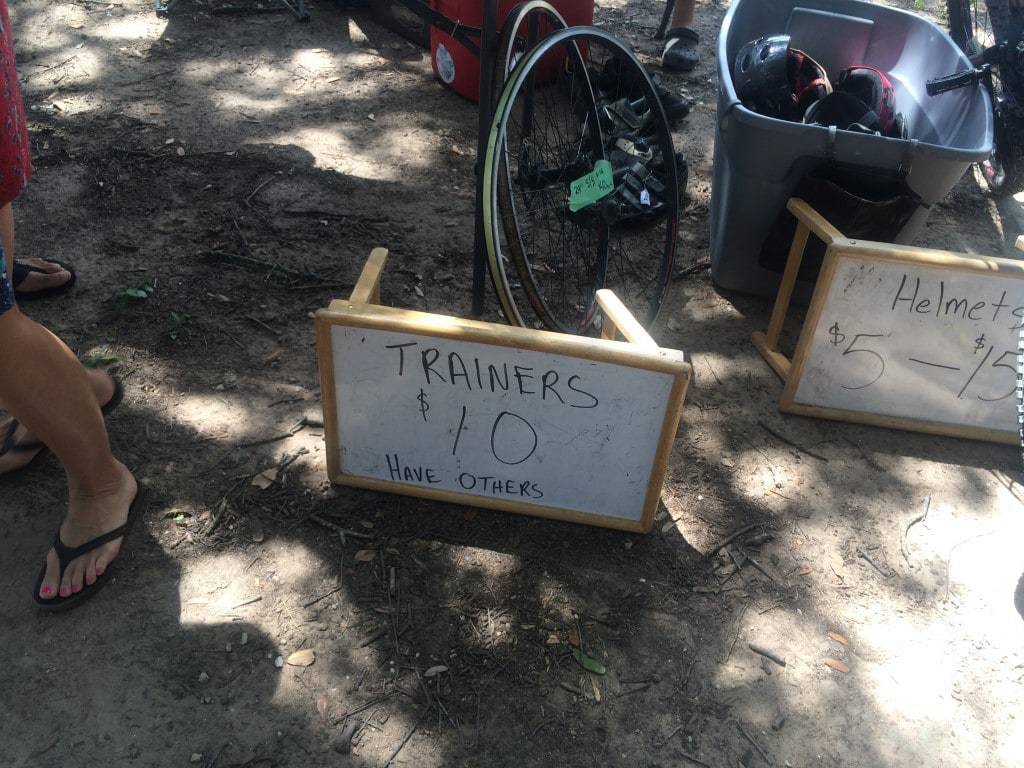 TRAINERS
$10
HAVE OTHERS
Helmets
$5 - $15